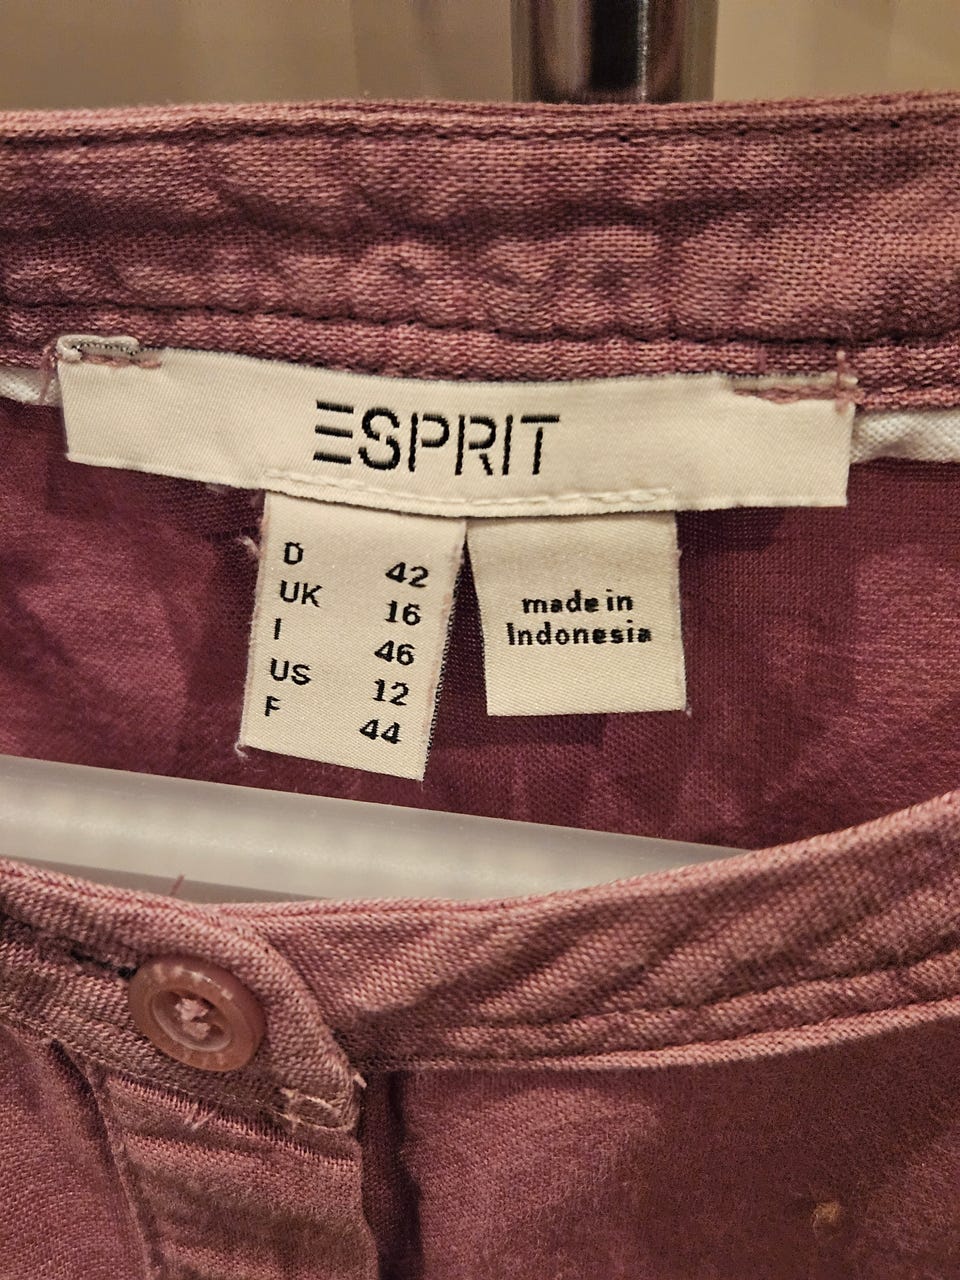 ESPRIT
D 42
UK 16
I 46
US 12
F 44
made in
Indonesia